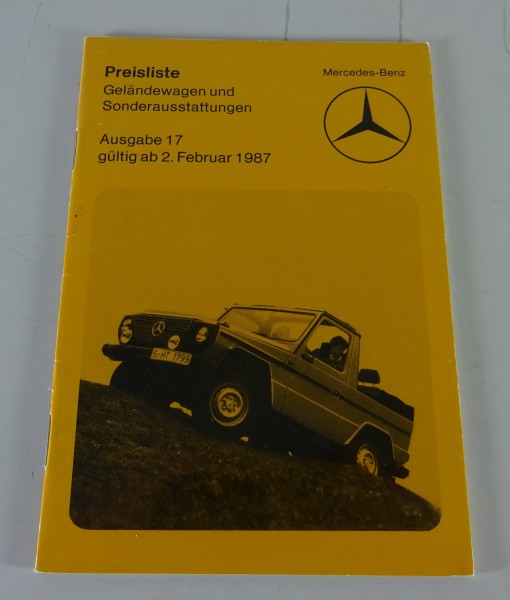 Preisliste
Geländewagen und
Sonderausstattungen
Ausgabe 17
gültig ab 2. Februar 1987
Mercedes-Benz
S-HT 1799